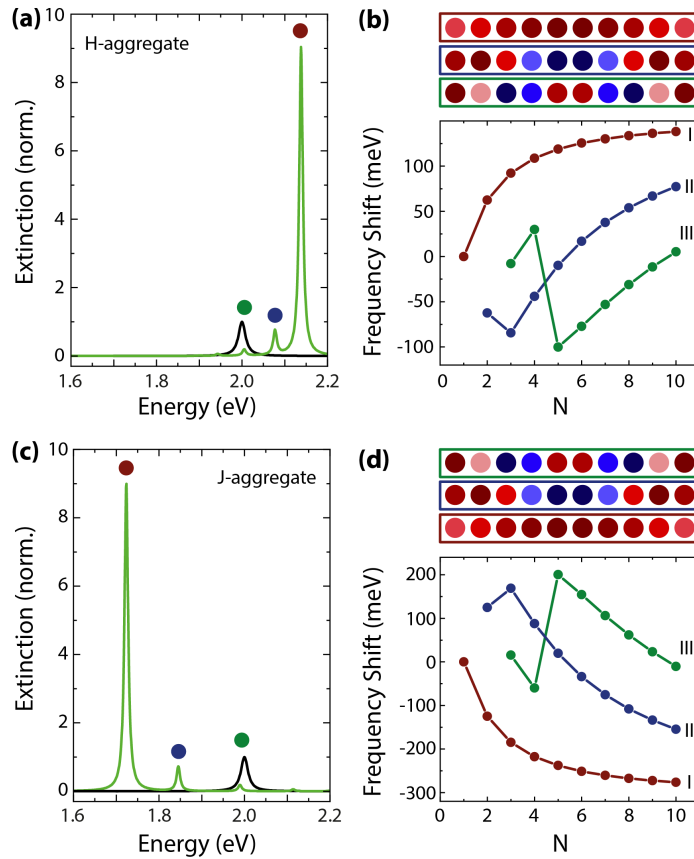 (a)
H-aggregate
Extinction (norm.)
10
8
6
4
2
0
1.6
1.8
2.0
2.2
Energy (eV)
(b)
Frequency Shift (meV)
100
50
0
-50
-100
I
II
III
0
2
4
6
8
10
N
(c)
J-aggregate
Extinction (norm.)
10
8
6
4
2
0
1.6
1.8
2.0
2.2
Energy (eV)
(d)
Frequency Shift (meV)
200
100
0
-100
-200
-300
III
II
I
0
2
4
6
8
10
N